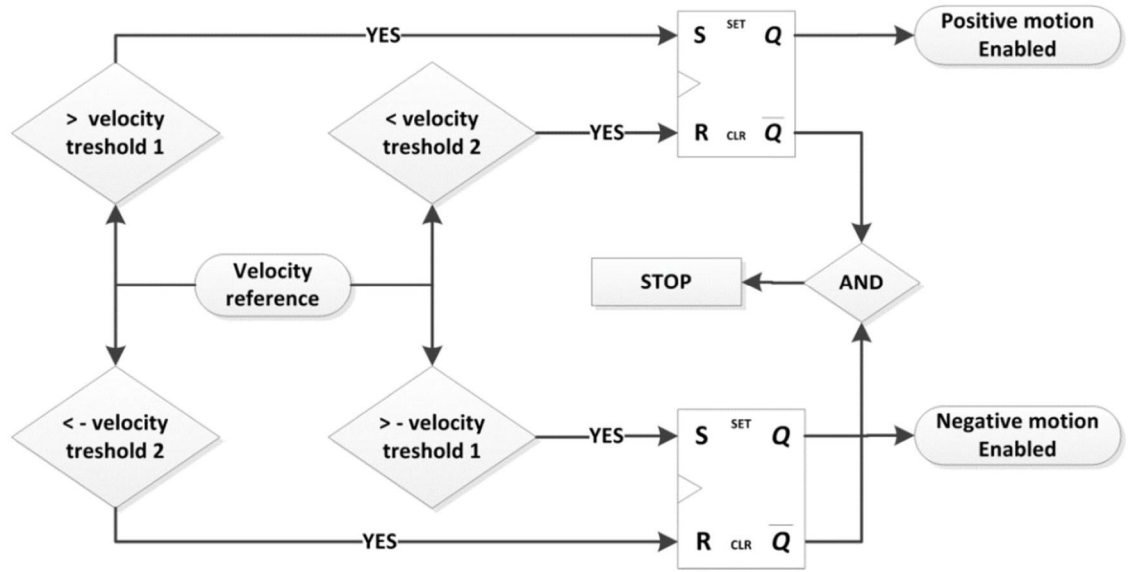 YES
S SET Q
Positive motion
Enabled
> velocity
treshold 1
< velocity
treshold 2
YES
R CLR Q̅
Velocity
reference
STOP
AND
< - velocity
treshold 2
> - velocity
treshold 1
YES
S SET Q
Negative motion
Enabled
YES
R CLR Q̅